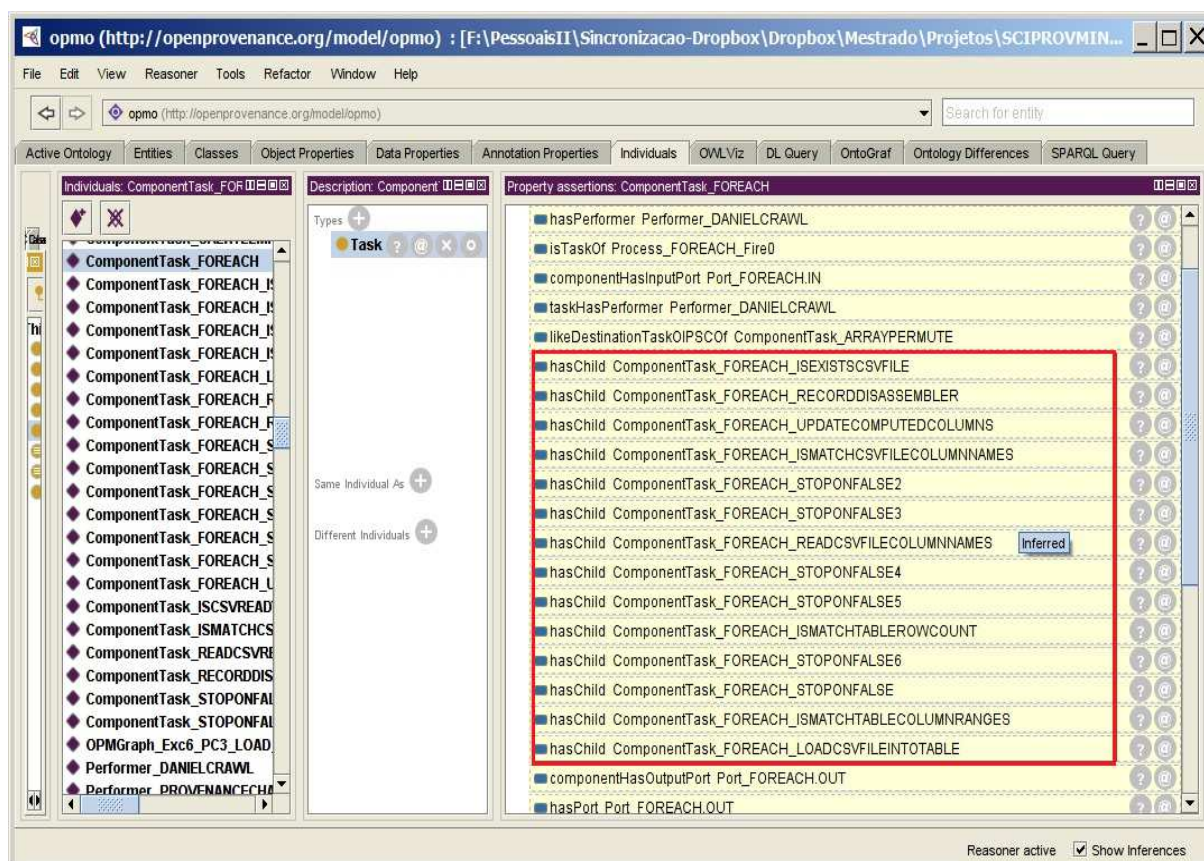 opmo (http://openprovenance.org/model/opmo) : [F:\PessoaisII\Sincronizacao-Dropbox\Dropbox\Mestrado\Projetos\SCIPROVMIN...
File Edit View Reasoner Tools Refactor Window Help
opmo (http://openprovenance.org/model/opmo)
Search for entity
Active Ontology Entities Classes Object Properties Data Properties Annotation Properties Individuals OWLViz DL Query OntoGraf Ontology Differences SPARQL Query
Individuals: ComponentTask_FOR
ComponentTask_FOREACH
ComponentTask_FOREACH_IS
ComponentTask_FOREACH_IS
ComponentTask_FOREACH_IS
ComponentTask_FOREACH_IS
ComponentTask_FOREACH_L
ComponentTask_FOREACH_R
ComponentTask_FOREACH_R
ComponentTask_FOREACH_S
ComponentTask_FOREACH_S
ComponentTask_FOREACH_S
ComponentTask_FOREACH_S
ComponentTask_FOREACH_S
ComponentTask_FOREACH_S
ComponentTask_FOREACH_U
ComponentTask_ISCSVREAD
ComponentTask_ISMATCHCS
ComponentTask_READCSVRE
ComponentTask_RECORDDIS
ComponentTask_STOPONFAL
ComponentTask_STOPONFAL
OPMGraph_Exc6_PC3_LOAD_
Performer_DANIELCRAWL
Performer_PROVENANCECHA
Description: Component
Types
Task
Same Individual As
Different Individuals
Property assertions: ComponentTask_FOREACH
hasPerformer Performer_DANIELCRAWL
isTaskOf Process_FOREACH_Fire0
componentHasInputPort Port_FOREACH.IN
taskHasPerformer Performer_DANIELCRAWL
likeDestinationTaskOIPSCOf ComponentTask_ARRAYPERMUTE
hasChild ComponentTask_FOREACH_ISEXISTSCSVFILE
hasChild ComponentTask_FOREACH_RECORDDISASSEMBLER
hasChild ComponentTask_FOREACH_UPDATECOMPUTEDCOLUMNS
hasChild ComponentTask_FOREACH_ISMATCHCSVFILECOLUMNNAMES
hasChild ComponentTask_FOREACH_STOPONFALSE2
hasChild ComponentTask_FOREACH_STOPONFALSE3
hasChild ComponentTask_FOREACH_READCSVFILECOLUMNNAMES Inferred
hasChild ComponentTask_FOREACH_STOPONFALSE4
hasChild ComponentTask_FOREACH_STOPONFALSE5
hasChild ComponentTask_FOREACH_ISMATCHTABLEROWCOUNT
hasChild ComponentTask_FOREACH_STOPONFALSE6
hasChild ComponentTask_FOREACH_STOPONFALSE
hasChild ComponentTask_FOREACH_ISMATCHTABLECOLUMNRANGES
hasChild ComponentTask_FOREACH_LOADCSVFILEINTOTABLE
componentHasOutputPort Port_FOREACH.OUT
hasPort Port_FOREACH.OUT
Reasoner active Show Inferences